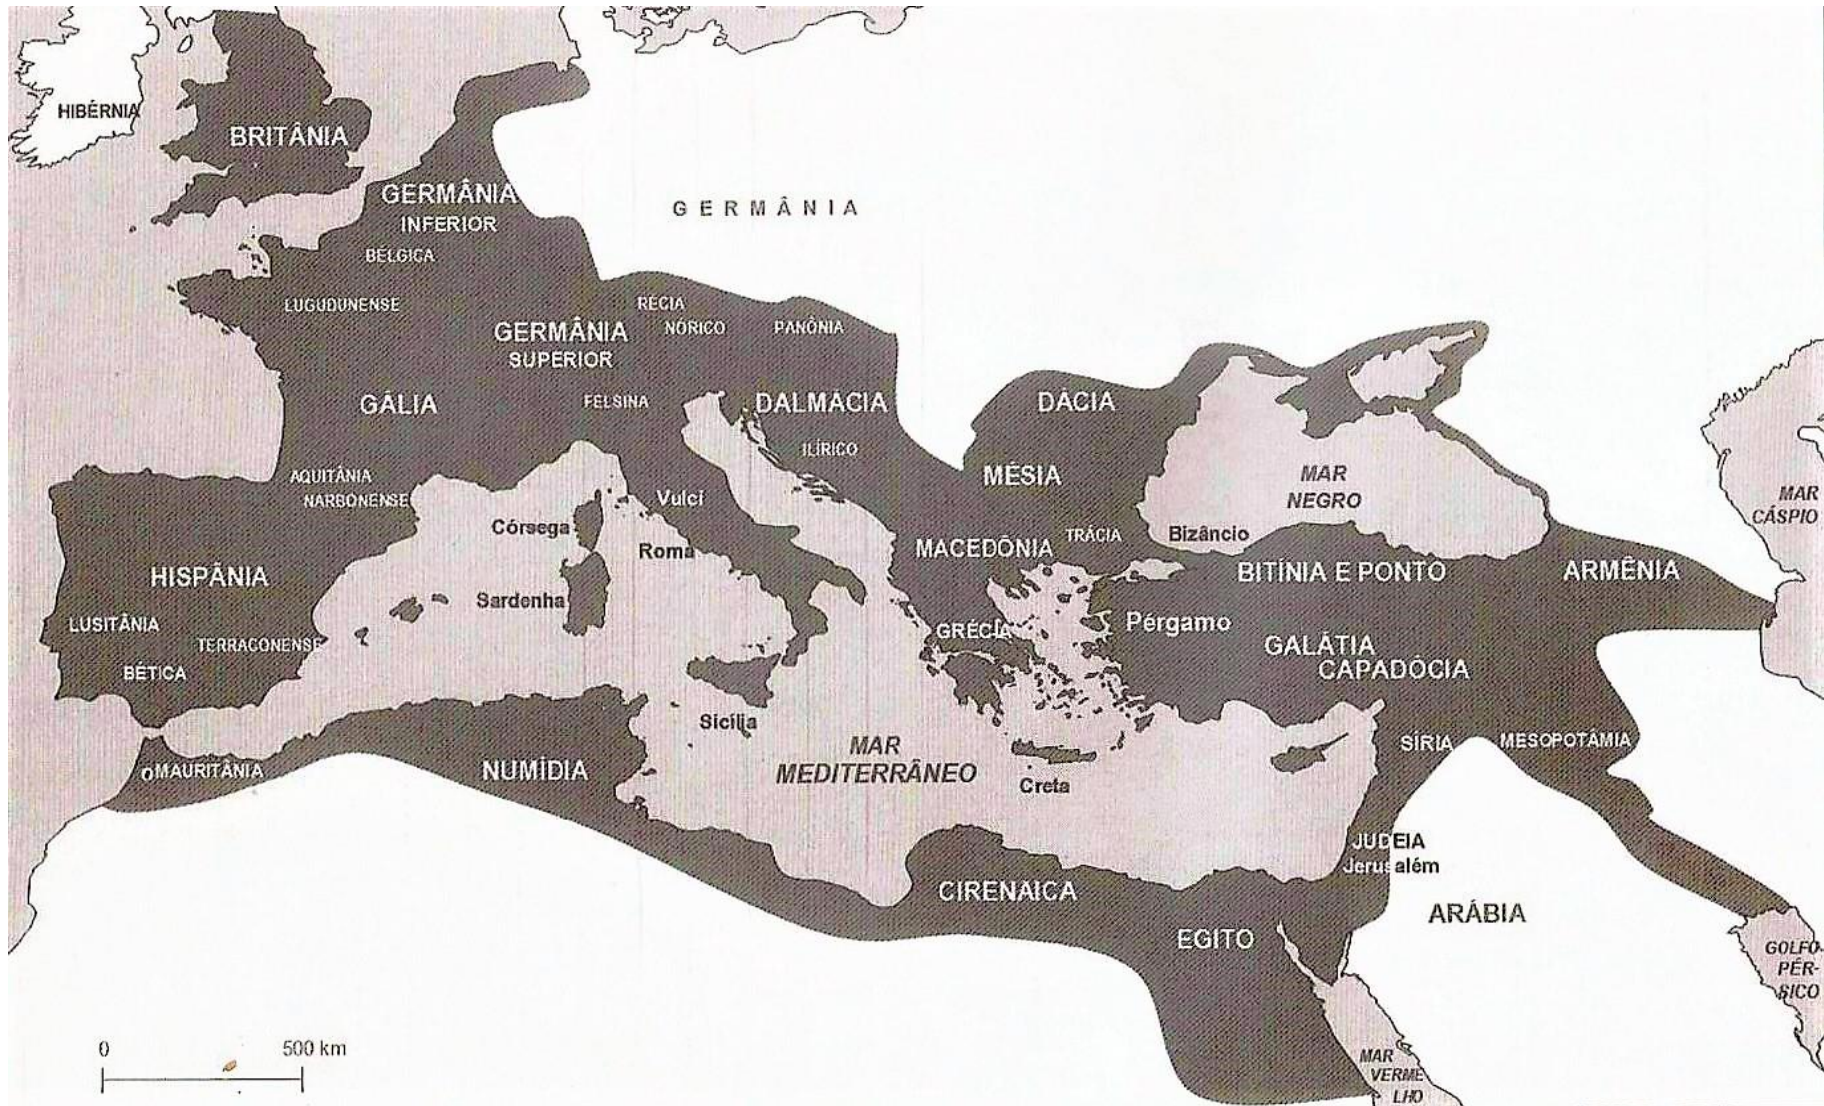 HIBÉRNIA
BRITÂNIA
GERMÂNIA
INFERIOR
GERMÂNIA
BÉLGICA
LUGUDUNENSE
RÉCIA
NÓRICO
PANÔNIA
GERMÂNIA
SUPERIOR
GÁLIA
FELSINA
DALMÁCIA
DÁCIA
ILÍRICO
AQUITÂNIA
NARBONENSE
Vulci
MÉSIA
MAR
NEGRO
MAR
CÁSPIO
Córsega
Roma
MACEDÔNIA
TRÁCIA
Bizâncio
HISPÂNIA
BITÍNIA E PONTO
ARMÊNIA
Sardenha
LUSITÂNIA
TERRACONENSE
BÉTICA
GRÉCIA
Pérgamo
GALÁTIA
CAPADÓCIA
Sicília
MAR
MEDITERRÂNEO
SÍRIA
MESOPOTÂMIA
OMAURITÂNIA
NUMÍDIA
Creta
JUDEIA
Jerusalém
CIRENAICA
ARÁBIA
EGITO
GOLFO
PÉR-
SICO
0 500 km
MAR
VERME
LHO